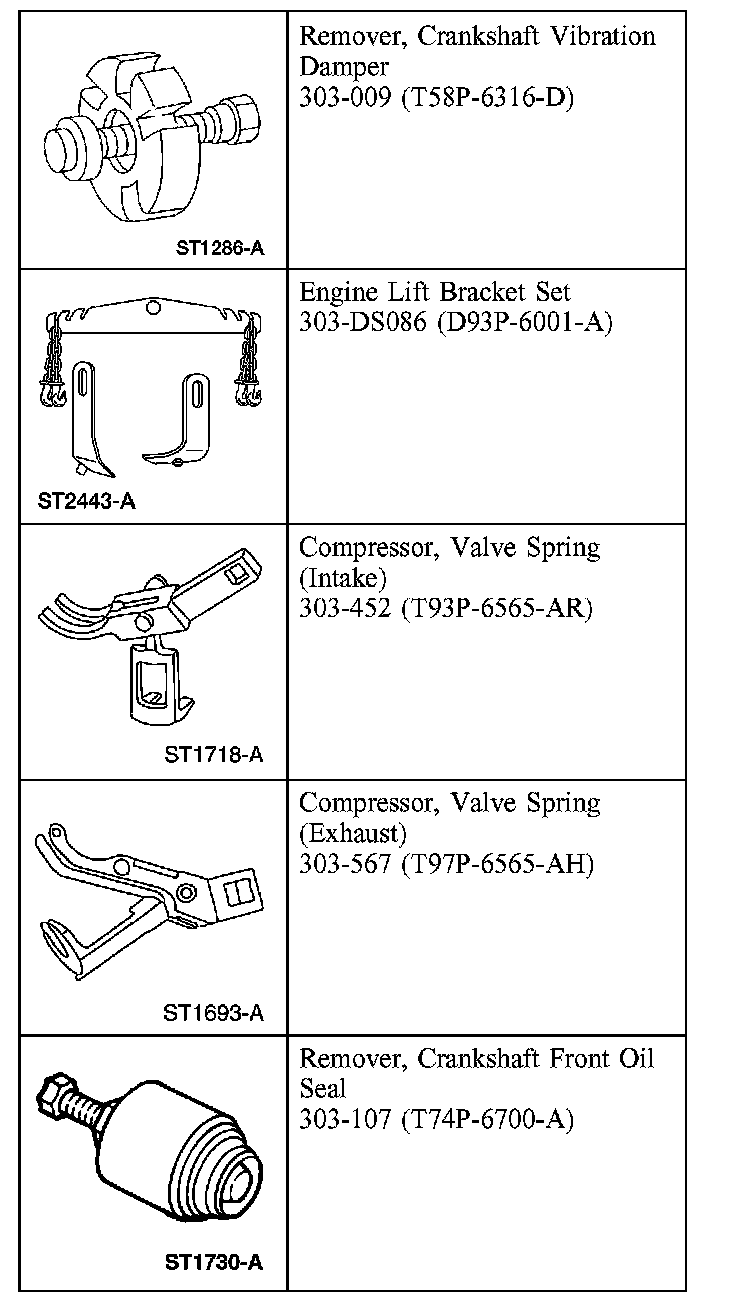 Remover, Crankshaft Vibration
Damper
303-009 (T58P-6316-D)
ST1286-A
Engine Lift Bracket Set
303-DS086 (D93P-6001-A)
ST2443-A
Compressor, Valve Spring
(Intake)
303-452 (T93P-6565-AR)
ST1718-A
Compressor, Valve Spring
(Exhaust)
303-567 (T97P-6565-AH)
ST1693-A
Remover, Crankshaft Front Oil
Seal
303-107 (T74P-6700-A)
ST1730-A